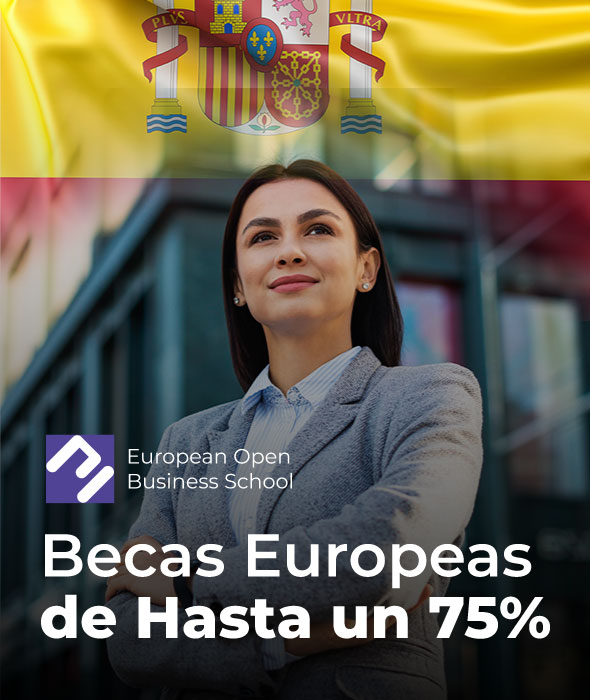 PLVS VLTRA
European Open
Business School
Becas Europeas
de Hasta un 75%